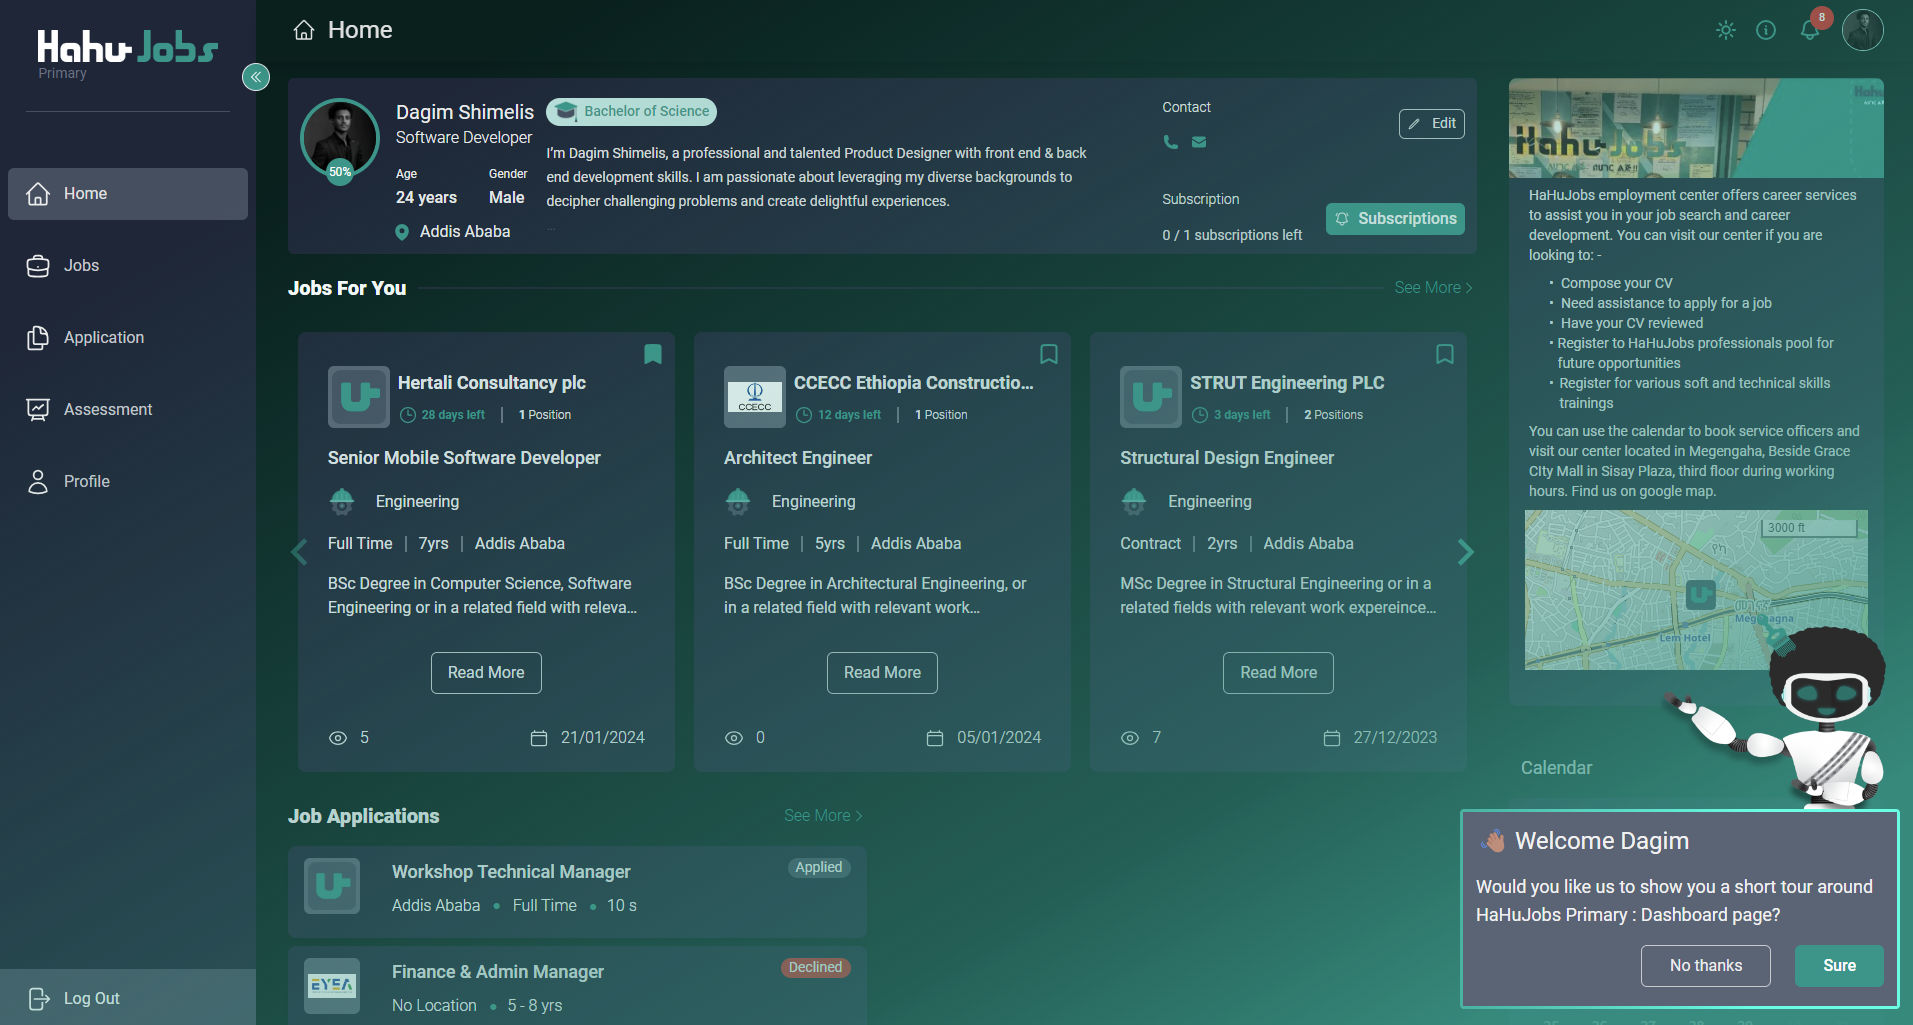 Hahu Jobs
Primary
Home
Jobs
Application
Assessment
Profile
Log Out
Home
8
50%
Dagim Shimelis
Bachelor of Science
Software Developer
Age
Gender
24 years
Male
Addis Ababa
I'm Dagim Shimelis, a professional and talented Product Designer with front end & back
end development skills. I am passionate about leveraging my diverse backgrounds to
decipher challenging problems and create delightful experiences.
...
Contact
Edit
Subscription
0 / 1 subscriptions left
Subscriptions
Jobs For You
See More
Hertali Consultancy plc
28 days left | 1 Position
Senior Mobile Software Developer
Engineering
Full Time | 7yrs | Addis Ababa
BSc Degree in Computer Science, Software
Engineering or in a related field with releva...
Read More
5
21/01/2024
CCECC
CCECC Ethiopia Constructio...
12 days left | 1 Position
Architect Engineer
Engineering
Full Time | 5yrs | Addis Ababa
BSc Degree in Architectural Engineering, or
in a related field with relevant work...
Read More
0
05/01/2024
STRUT Engineering PLC
3 days left | 2 Positions
Structural Design Engineer
Engineering
Contract | 2yrs | Addis Ababa
MSc Degree in Structural Engineering or in a
related fields with relevant work expereince...
Read More
7
27/12/2023
Job Applications
See More
Workshop Technical Manager
Applied
Addis Ababa • Full Time • 10 s
EYEA
Finance & Admin Manager
Declined
No Location • 5 - 8 yrs
Hahu Jobs
HaHuJobs employment center offers career services
to assist you in your job search and career
development. You can visit our center if you are
looking to: -
• Compose your CV
• Need assistance to apply for a job
• Have your CV reviewed
• Register to HaHuJobs professionals pool for
future opportunities
• Register for various soft and technical skills
trainings
You can use the calendar to book service officers and
visit our center located in Megengaha, Beside Grace
CIty Mall in Sisay Plaza, third floor during working
hours. Find us on google map.
3000 ft
Lem Hotel
Calendar
Welcome Dagim
Would you like us to show you a short tour around
HaHuJobs Primary : Dashboard page?
No thanks
Sure